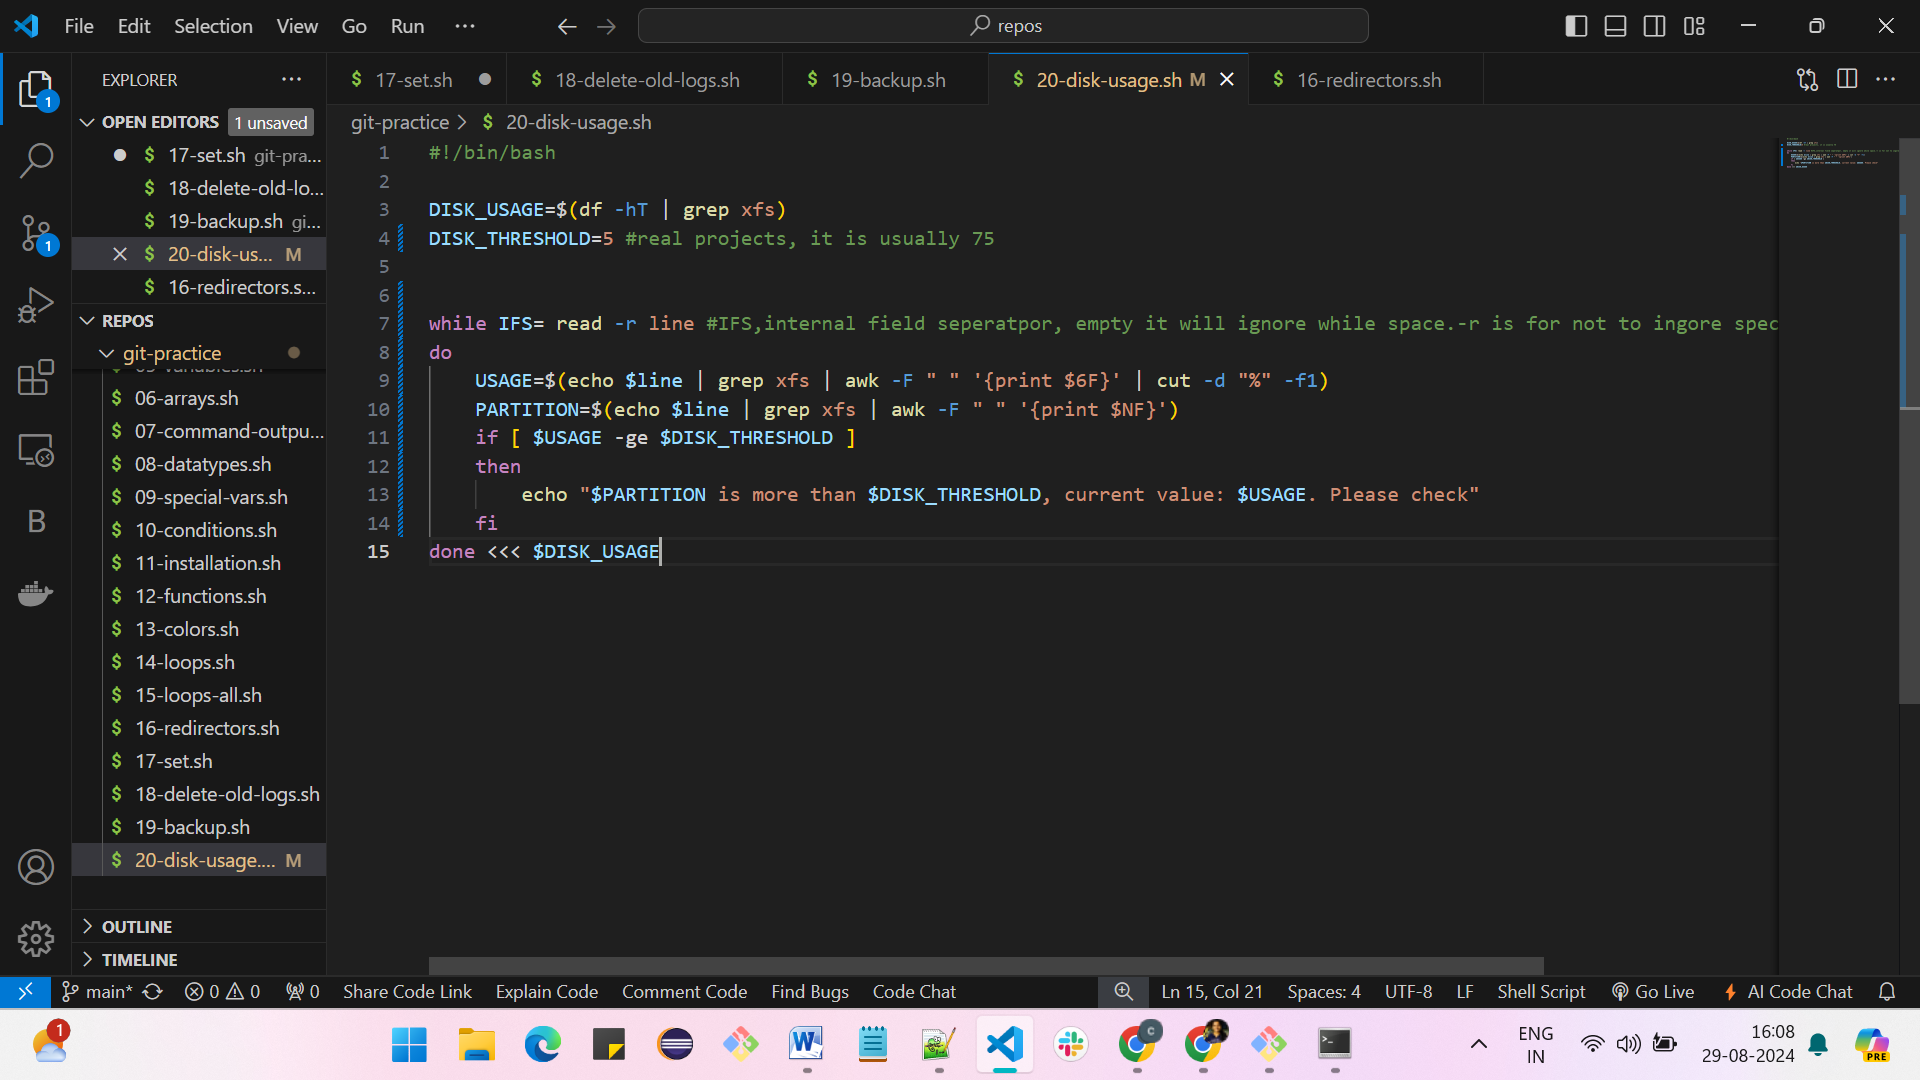 File Edit Selection View Go Run ···
repos
EXPLORER ···
OPEN EDITORS 1 unsaved
$ 17-set.sh git-pra...
$ 18-delete-old-lo...
$ 19-backup.sh gi...
$ 20-disk-us... M
$ 16-redirectors.s...
REPOS
git-practice
$ 06-arrays.sh
$ 07-command-outpu...
$ 08-datatypes.sh
$ 09-special-vars.sh
$ 10-conditions.sh
$ 11-installation.sh
$ 12-functions.sh
$ 13-colors.sh
$ 14-loops.sh
$ 15-loops-all.sh
$ 16-redirectors.sh
$ 17-set.sh
$ 18-delete-old-logs.sh
$ 19-backup.sh
$ 20-disk-usage.... M
OUTLINE
TIMELINE
1
1
B
$ 17-set.sh $ 18-delete-old-logs.sh $ 19-backup.sh $ 20-disk-usage.sh M $ 16-redirectors.sh
git-practice > $ 20-disk-usage.sh
1 #!/bin/bash
2
3 DISK_USAGE=$(df -hT | grep xfs)
4 DISK_THRESHOLD=5 #real projects, it is usually 75
5
6
7 while IFS= read -r line #IFS,internal field seperatpor, empty it will ignore while space.-r is for not to ingore spec
8 do
9 USAGE=$(echo $line | grep xfs | awk -F " " '{print $6F}' | cut -d "%" -f1)
10 PARTITION=$(echo $line | grep xfs | awk -F " " '{print $NF}')
11 if [ $USAGE -ge $DISK_THRESHOLD ]
12 then
13 echo "$PARTITION is more than $DISK_THRESHOLD, current value: $USAGE. Please check"
14 fi
15 done <<< $DISK_USAGE
main* 0 0 0 Share Code Link Explain Code Comment Code Find Bugs Code Chat Ln 15, Col 21 Spaces: 4 UTF-8 LF Shell Script Go Live AI Code Chat
1
W
C
ENG
IN
16:08
29-08-2024
PRE